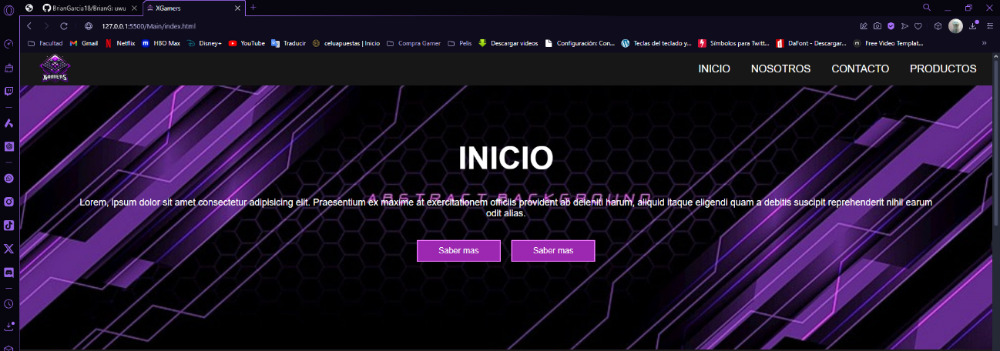 BrianGarcia18/BrianG: uwu
XGamers
127.0.0.1:5500/Main/index.html
Facultad
Gmail
Netflix
HBO Max
Disney+
YouTube
Traducir
celuapuestas | Inicio
Compra Gamer
Pelis
Descargar videos
Configuración: Con...
Teclas del teclado y...
Símbolos para Twitt...
DaFont - Descargar...
Free Video Templat...
XGAMERS
INICIO NOSOTROS CONTACTO PRODUCTOS
INICIO
ABSTRACT BACKGROUND
Lorem, ipsum dolor sit amet consectetur adipisicing elit. Praesentium ex maxime at exercitationem officiis provident ab deleniti harum, aliquid itaque eligendi quam a debitis suscipit reprehenderit nihil earum
odit alias.
Saber mas Saber mas